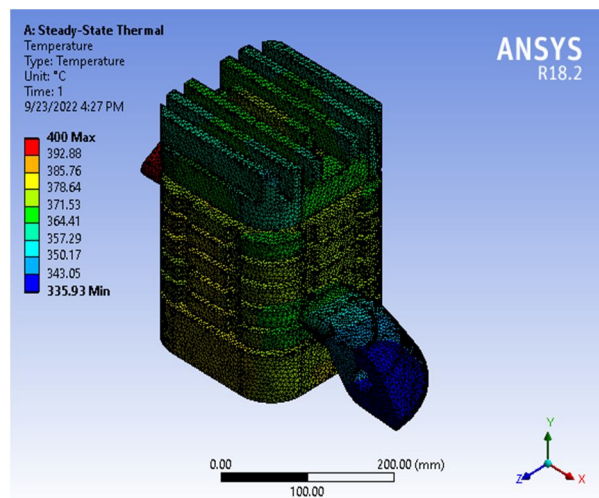 A: Steady-State Thermal
Temperature
Type: Temperature
Unit: °C
Time: 1
9/23/2022 4:27 PM
ANSYS
R18.2
400 Max
392.88
385.76
378.64
371.53
364.41
357.29
350.17
343.05
335.93 Min
0.00
200.00 (mm)
100.00
Y
Z
X